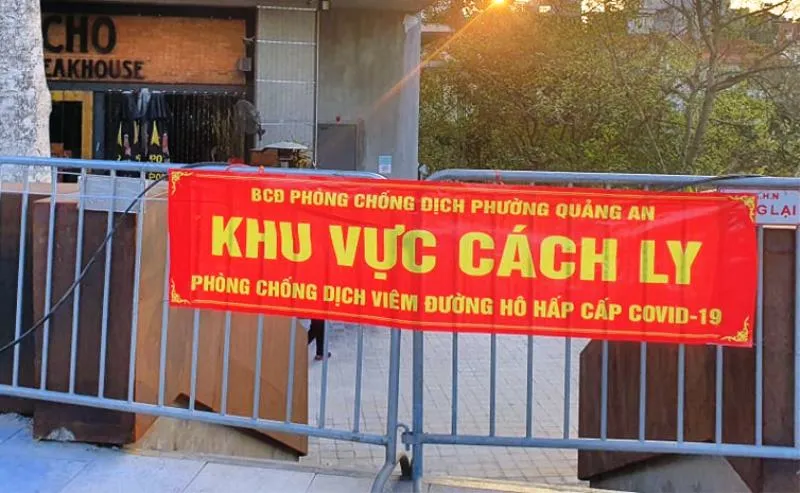 CHO
EAKHOUSE
BCĐ PHÒNG CHỐNG DỊCH PHƯỜNG QUẢNG AN
KHU VỰC CÁCH LY
PHÒNG CHỐNG DỊCH VIÊM ĐƯỜNG HÔ HẤP CẤP COVID-19
.H.N
G LẠI